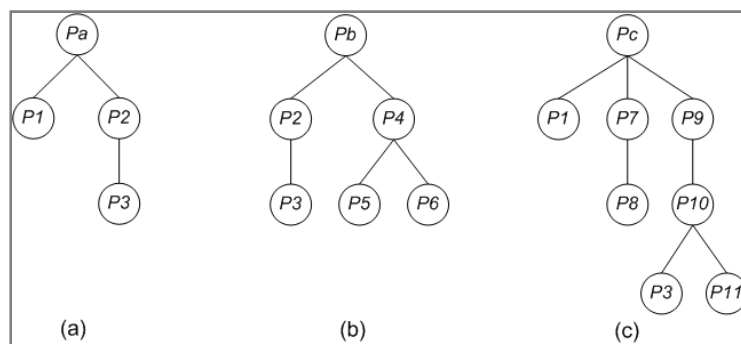 Pa Pb Pc
P1 P2 P2 P4 P1 P7 P9
P3 P3 P5 P6 P8 P10
P3 P11
(a) (b) (c)